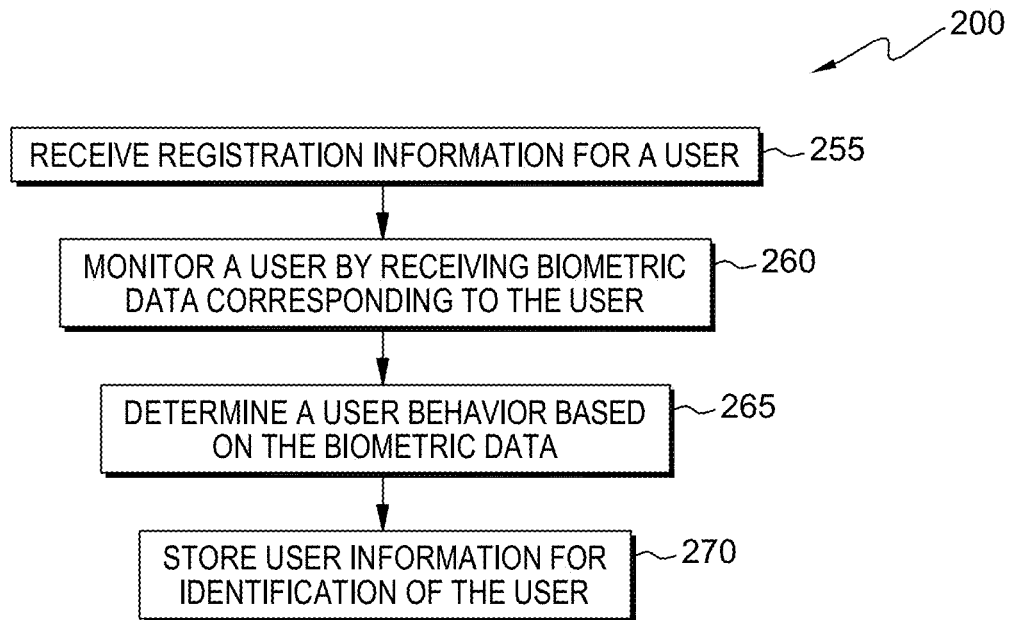 200
RECEIVE REGISTRATION INFORMATION FOR A USER
255
MONITOR A USER BY RECEIVING BIOMETRIC
DATA CORRESPONDING TO THE USER
260
DETERMINE A USER BEHAVIOR BASED
ON THE BIOMETRIC DATA
265
STORE USER INFORMATION FOR
IDENTIFICATION OF THE USER
270